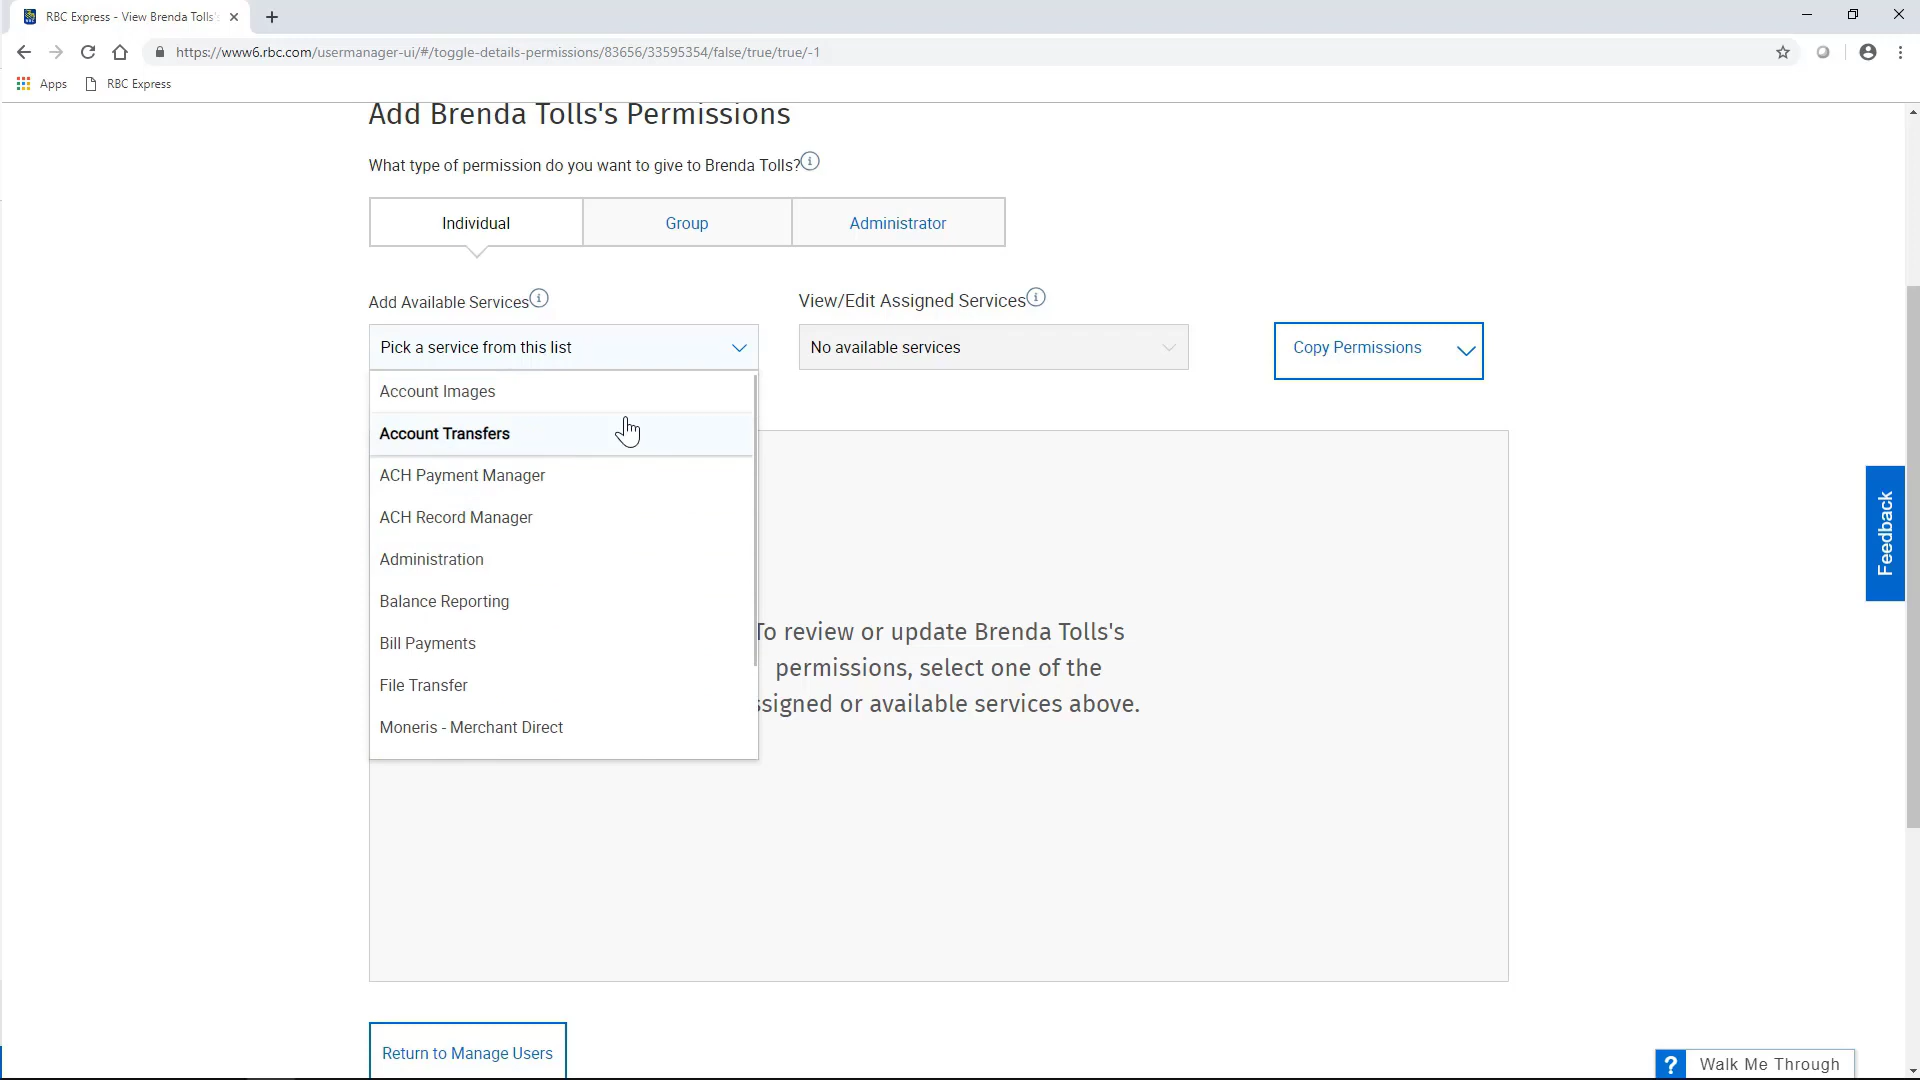 RBC Express - View Brenda Tolls'
https://www6.rbc.com/usermanager-ui/#/toggle-details-permissions/83656/33595354/false/true/true/-1
Apps
RBC Express
Add Brenda Tolls's Permissions
What type of permission do you want to give to Brenda Tolls?
Individual
Group
Administrator
Add Available Services
View/Edit Assigned Services
Pick a service from this list
No available services
Copy Permissions
Account Images
Account Transfers
ACH Payment Manager
ACH Record Manager
Administration
Balance Reporting
Bill Payments
File Transfer
Moneris - Merchant Direct
To review or update Brenda Tolls's
permissions, select one of the
ssigned or available services above.
Feedback
Return to Manage Users
? Walk Me Through